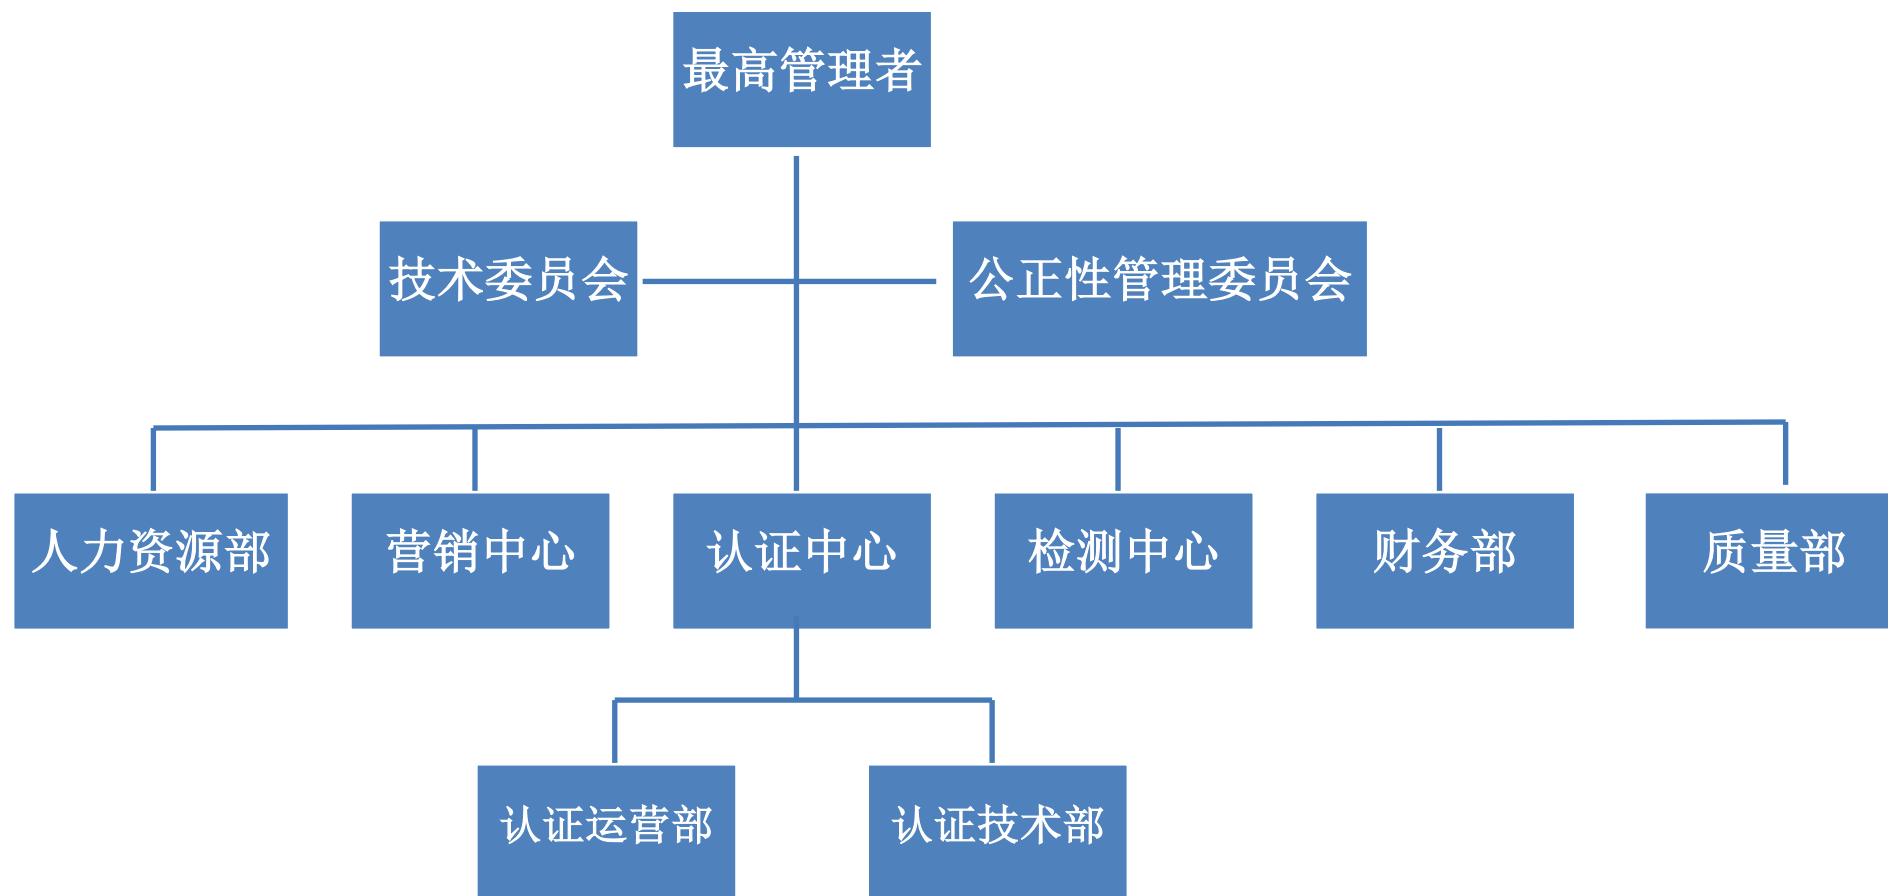 最高管理者
技术委员会
公正性管理委员会
人力资源部
营销中心
认证中心
检测中心
财务部
质量部
认证运营部
认证技术部